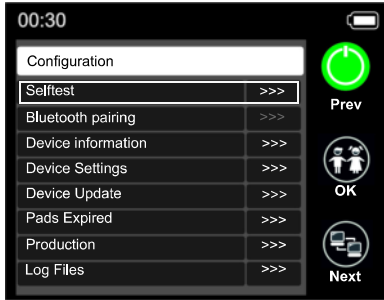 00:30
Configuration
Selftest >>>
Bluetooth pairing >>>
Device information >>>
Device Settings >>>
Device Update >>>
Pads Expired >>>
Production >>>
Log Files >>>
Prev
OK
Next